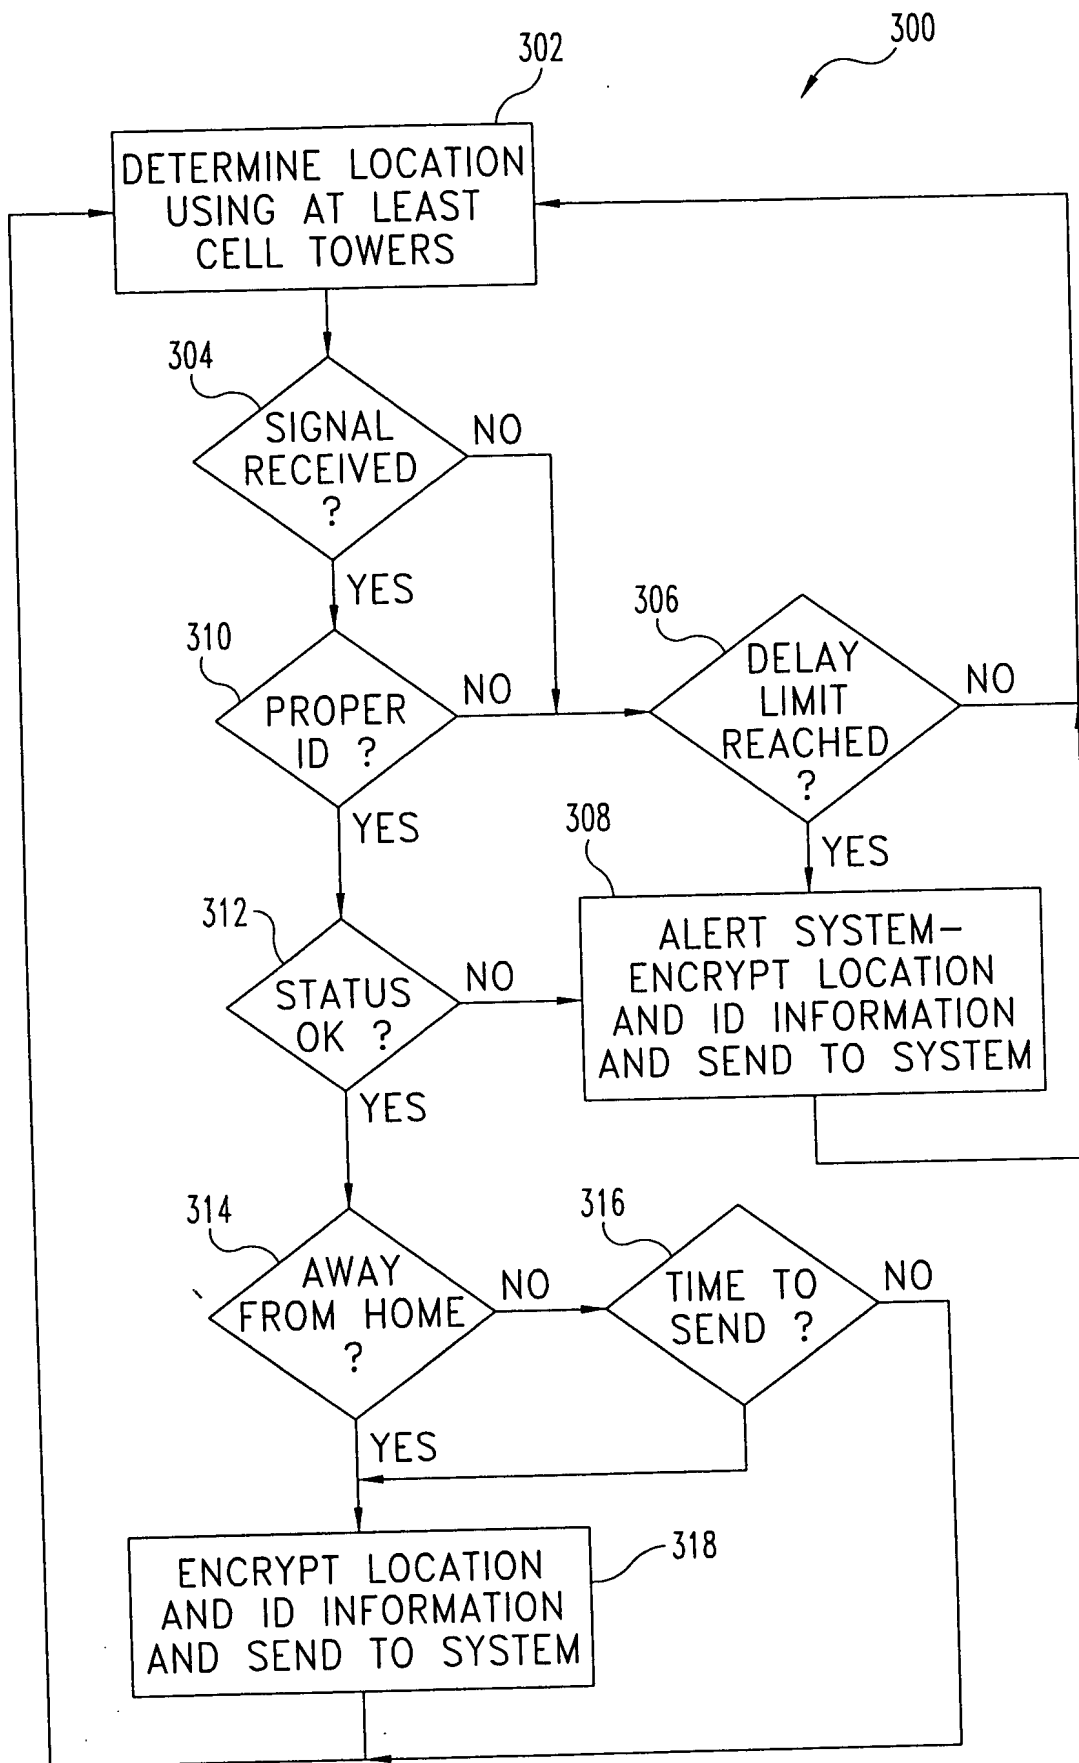 300
302
DETERMINE LOCATION
USING AT LEAST
CELL TOWERS
304
SIGNAL
RECEIVED
?
NO
YES
306
DELAY
LIMIT
REACHED
?
NO
YES
310
PROPER
ID ?
NO
YES
308
ALERT SYSTEM-
ENCRYPT LOCATION
AND ID INFORMATION
AND SEND TO SYSTEM
312
STATUS
OK ?
NO
YES
314
AWAY
FROM HOME
?
NO
YES
316
TIME TO
SEND ?
NO
318
ENCRYPT LOCATION
AND ID INFORMATION
AND SEND TO SYSTEM